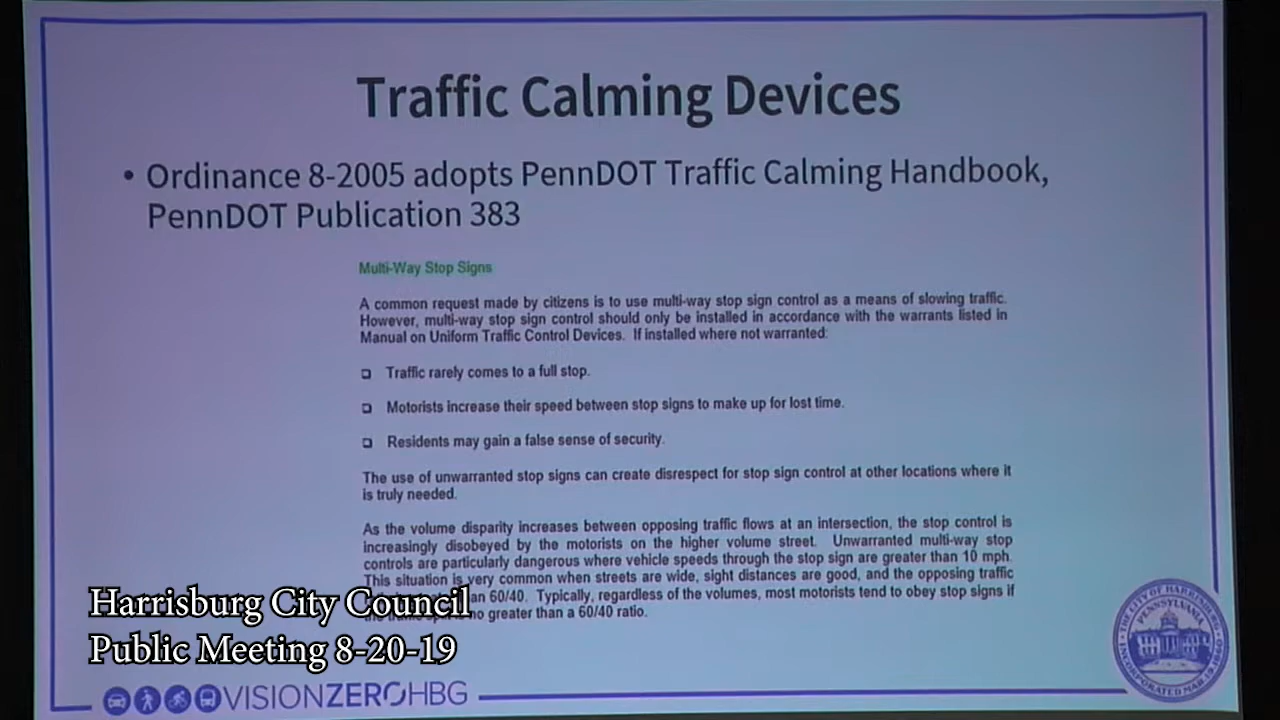 Traffic Calming Devices
• Ordinance 8-2005 adopts PennDOT Traffic Calming Handbook,
PennDOT Publication 383
Multi-Way Stop Signs
A common request made by citizens is to use multi-way stop sign control as a means of slowing traffic.
However, multi-way stop sign control should only be installed in accordance with the warrants listed in
Manual on Uniform Traffic Control Devices. If installed where not warranted:
❑ Traffic rarely comes to a full stop.
❑ Motorists increase their speed between stop signs to make up for lost time.
❑ Residents may gain a false sense of security.
The use of unwarranted stop signs can create disrespect for stop sign control at other locations where it
is truly needed.
As the volume disparity increases between opposing traffic flows at an intersection, the stop control is
increasingly disobeyed by the motorists on the higher volume street. Unwarranted multi-way stop
controls are particularly dangerous where vehicle speeds through the stop sign are greater than 10 mph.
This situation is very common when streets are wide, sight distances are good, and the opposing traffic
an 60/40. Typically, regardless of the volumes, most motorists tend to obey stop signs if
no greater than a 60/40 ratio.
Harrisburg City Council
Public Meeting 8-20-19
VISIONZEROHBG
THE CITY OF HARRISBURG
PENNSYLVANIA
INCORPORATED MAR. 19, 1860